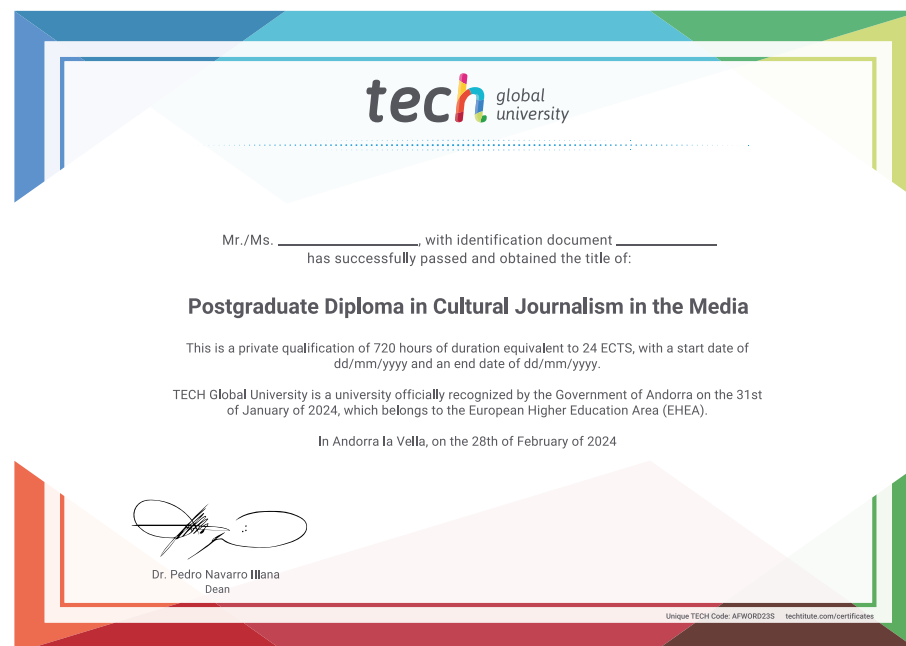 tech global university
Mr./Ms. ____________________, with identification document ______________
has successfully passed and obtained the title of:
Postgraduate Diploma in Cultural Journalism in the Media
This is a private qualification of 720 hours of duration equivalent to 24 ECTS, with a start date of
dd/mm/yyyy and an end date of dd/mm/yyyy.
TECH Global University is a university officially recognized by the Government of Andorra on the 31st
of January of 2024, which belongs to the European Higher Education Area (EHEA).
In Andorra la Vella, on the 28th of February of 2024
Dr. Pedro Navarro Illana
Dean
Unique TECH Code: AFWORD23S techtitute.com/certificates